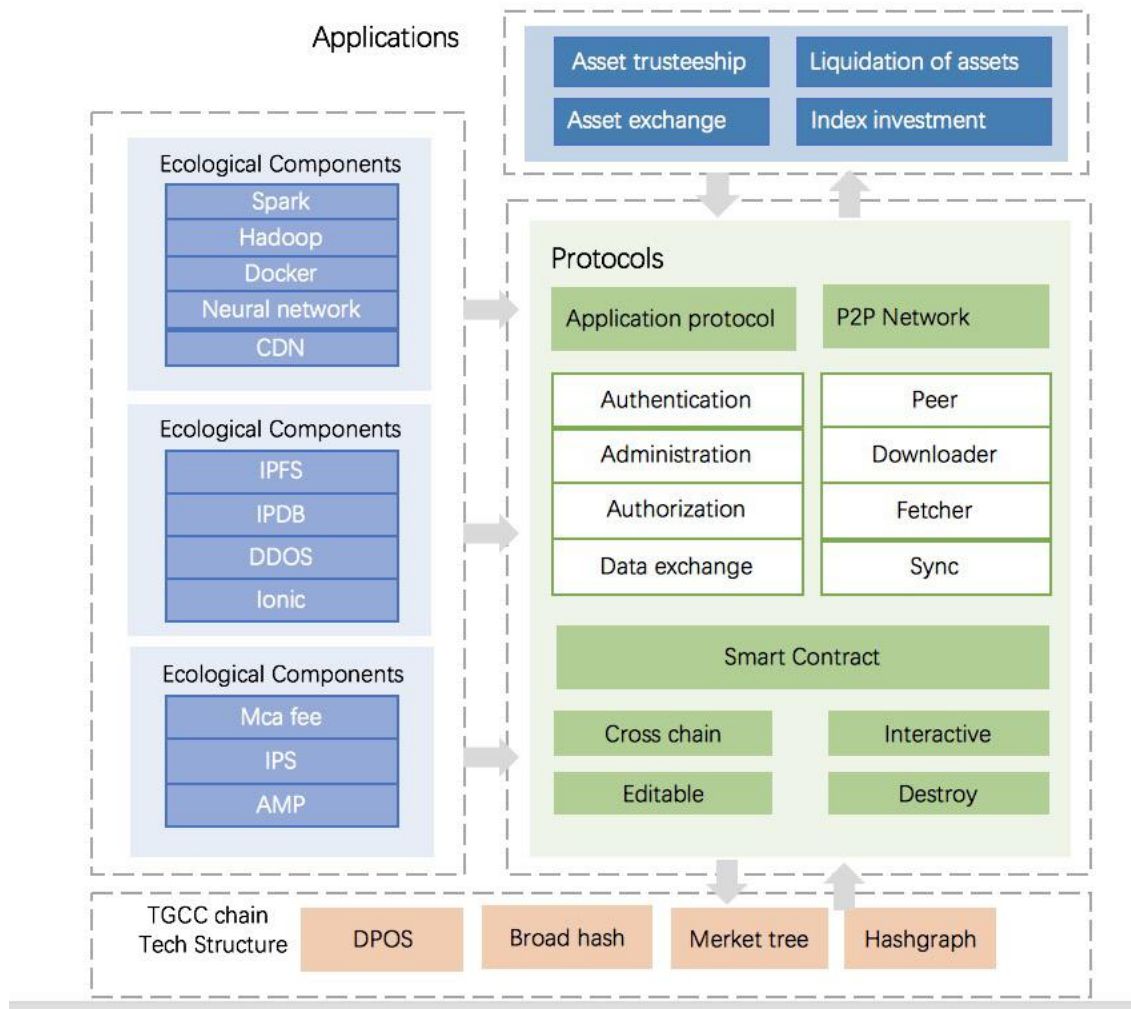 Applications
Asset trusteeship
Liquidation of assets
Asset exchange
Index investment
Ecological Components
Spark
Hadoop
Docker
Neural network
CDN
Ecological Components
IPFS
IPDB
DDOS
Ionic
Ecological Components
Mca fee
IPS
AMP
Protocols
Application protocol
P2P Network
Authentication
Peer
Administration
Downloader
Authorization
Fetcher
Data exchange
Sync
Smart Contract
Cross chain
Interactive
Editable
Destroy
TGCC chain
Tech Structure
DPOS
Broad hash
Merket tree
Hashgraph